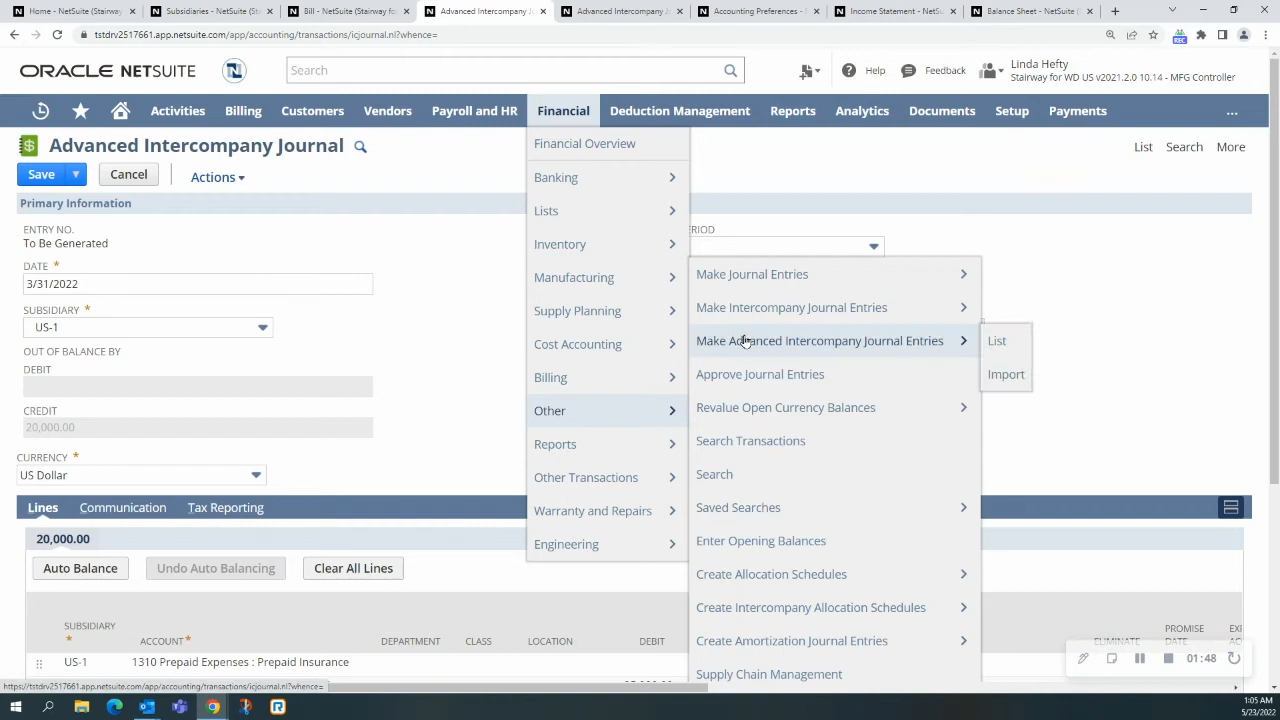 Home - NetSuite (Stairway fo
Subsidiaries - NetSuite (St
Bill - NetSuite (Stairway for
Advanced Intercompany Jo
Advanced Intercompany Jo
Accounting Preferences -
Income Statement - NetSu
Balance Sheet - NetSuite (
tstdrv2517661.app.netsuite.com/app/accounting/transactions/icjournal.nl?whence=
REC
ORACLE NETSUITE
N
Search
Help
Feedback
Linda Hefty
Stairway for WD US v2021.2.0 10.14 - MFG Controller
Activities
Billing
Customers
Vendors
Payroll and HR
Financial
Deduction Management
Reports
Analytics
Documents
Setup
Payments
...
Advanced Intercompany Journal
List
Search
More
Save
Cancel
Actions
Primary Information
ENTRY NO.
To Be Generated
DATE *
3/31/2022
SUBSIDIARY *
US-1
OUT OF BALANCE BY
DEBIT
CREDIT
20,000.00
CURRENCY *
US Dollar
ERIOD
Financial Overview
Banking
Lists
Inventory
Manufacturing
Supply Planning
Cost Accounting
Billing
Other
Reports
Other Transactions
Warranty and Repairs
Engineering
Make Journal Entries
Make Intercompany Journal Entries
Make Advanced Intercompany Journal Entries
Approve Journal Entries
Revalue Open Currency Balances
Search Transactions
Search
Saved Searches
Enter Opening Balances
Create Allocation Schedules
Create Intercompany Allocation Schedules
Create Amortization Journal Entries
Supply Chain Management
List
Import
Lines
Communication
Tax Reporting
20,000.00
Auto Balance
Undo Auto Balancing
Clear All Lines
SUBSIDIARY *
ACCOUNT *
DEPARTMENT
CLASS
LOCATION
DEBIT
ELIMINATE
PROMISE DATE
US-1
1310 Prepaid Expenses : Prepaid Insurance
01:48
https://tstdrv2517661.app.netsuite.com/app/accounting/transactions/icjournal.nl?whence=
1:05 AM
5/23/2022